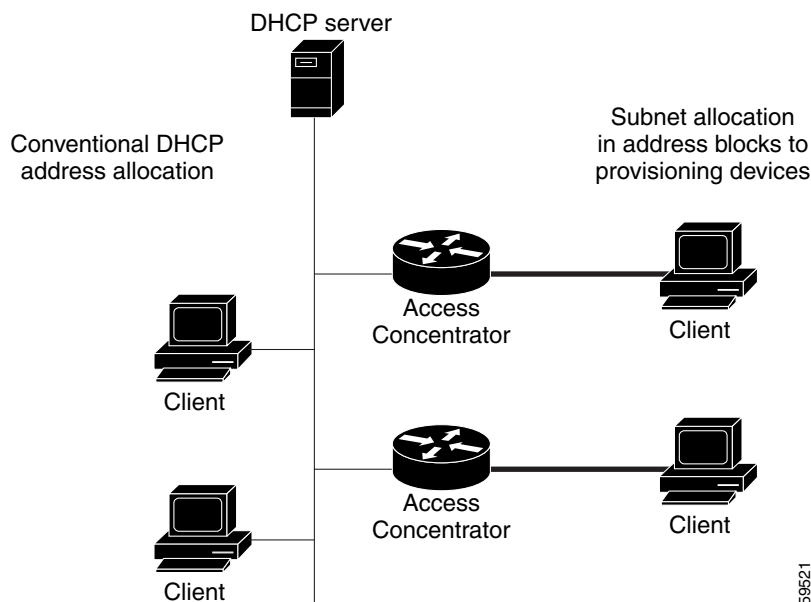 DHCP server
Conventional DHCP
address allocation
Subnet allocation
in address blocks to
provisioning devices
Access
Concentrator
Client
Client
Access
Concentrator
Client
Client
59521